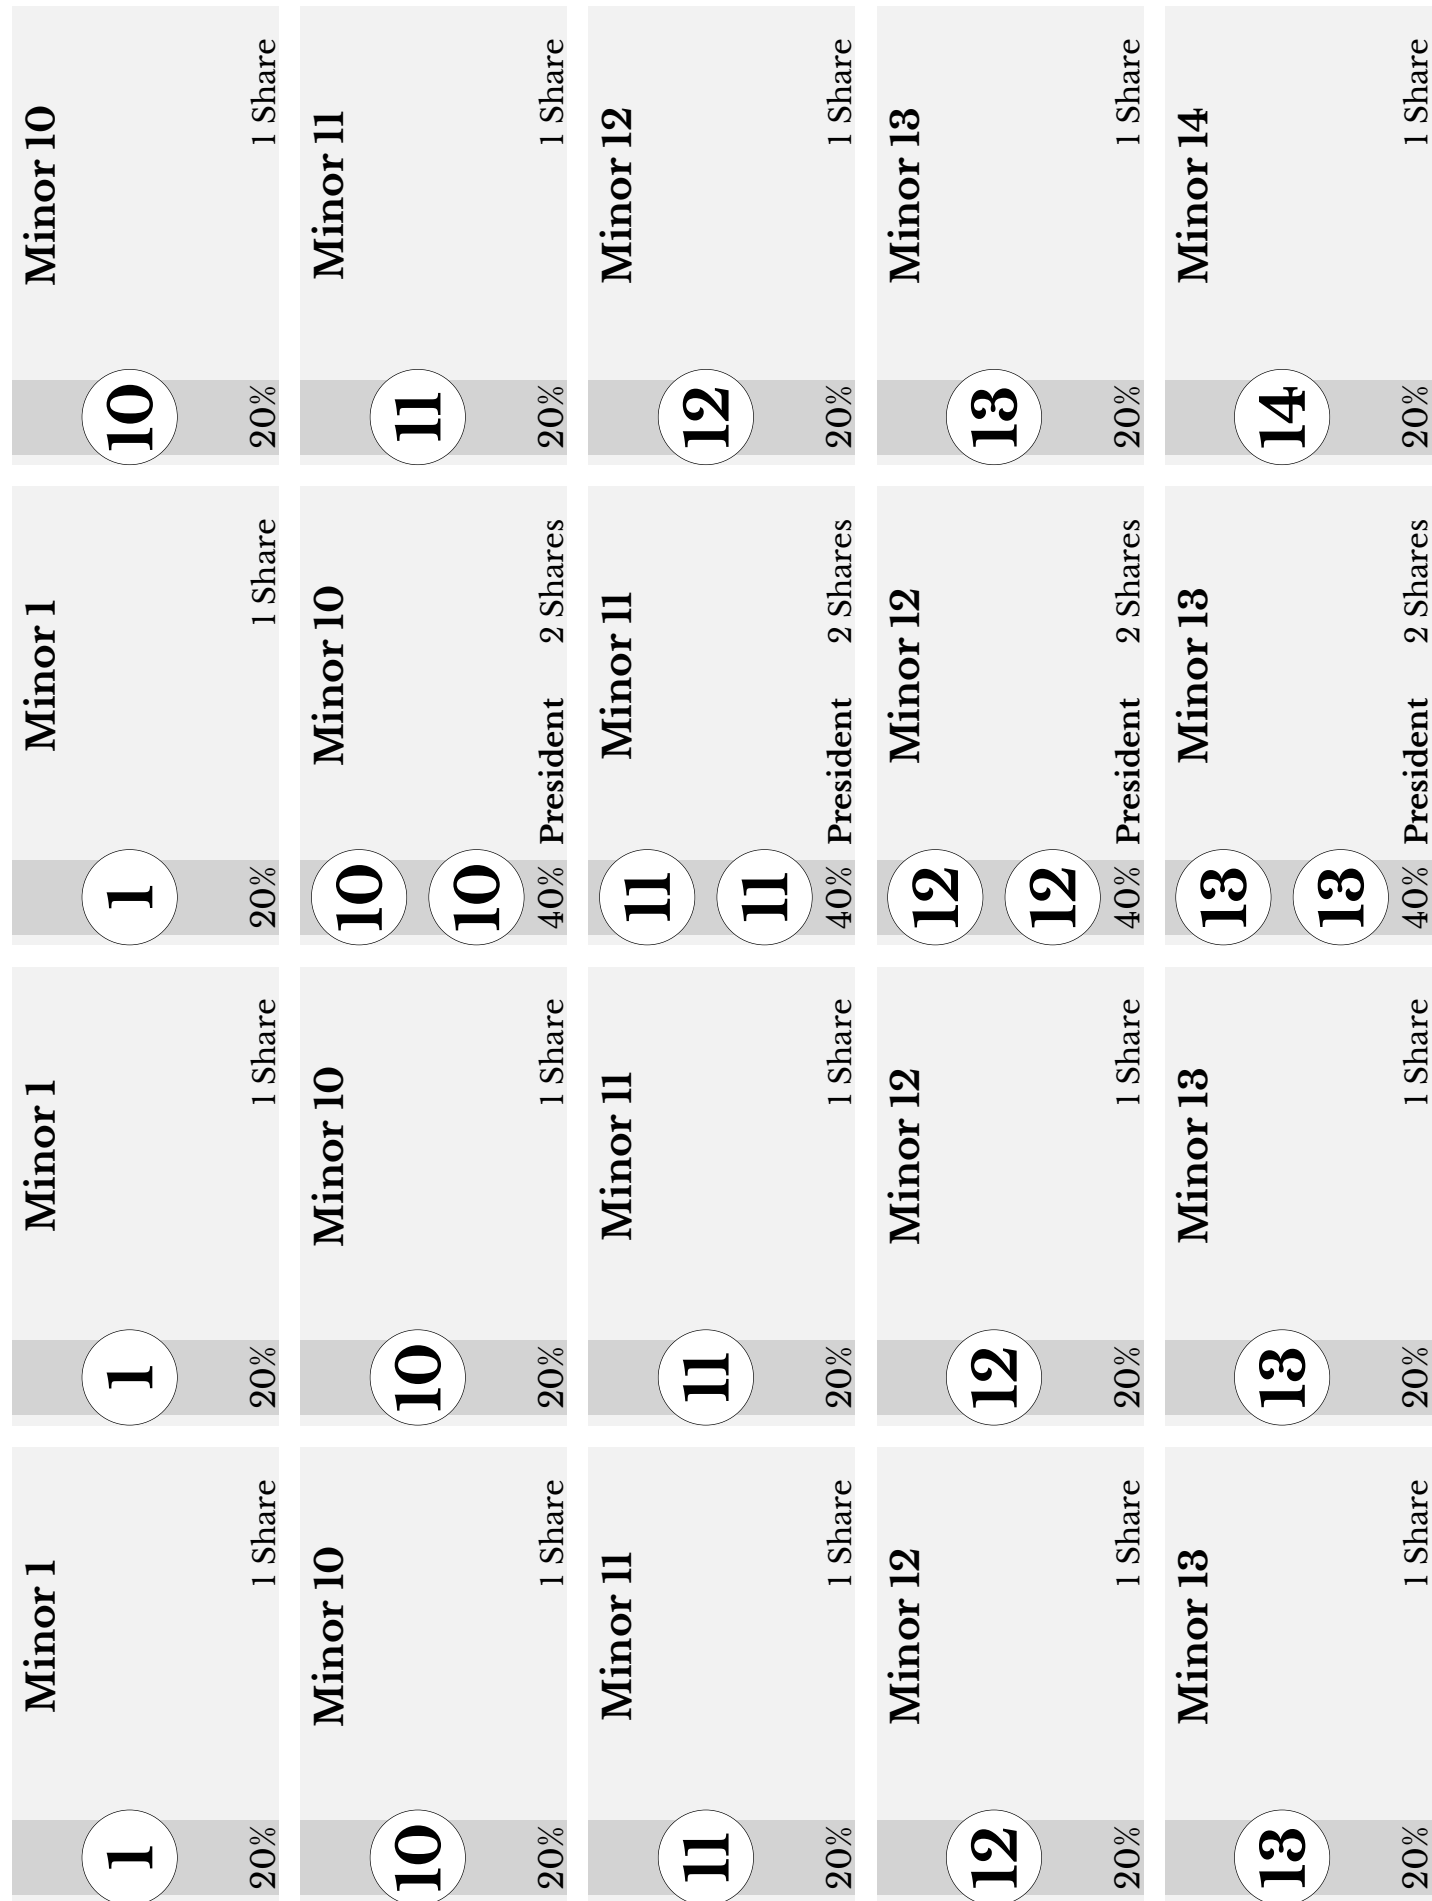 Minor 1
1
20% 1 Share
Minor 1
1
20% 1 Share
Minor 1
1
20% 1 Share
Minor 10
10
20% 1 Share
Minor 10
10
20% 1 Share
Minor 10
10
20% 1 Share
Minor 10
10
10
40% President 2 Shares
Minor 11
11
20% 1 Share
Minor 11
11
20% 1 Share
Minor 11
11
20% 1 Share
Minor 11
11
11
40% President 2 Shares
Minor 12
12
20% 1 Share
Minor 12
12
20% 1 Share
Minor 12
12
20% 1 Share
Minor 12
12
12
40% President 2 Shares
Minor 13
13
20% 1 Share
Minor 13
13
20% 1 Share
Minor 13
13
20% 1 Share
Minor 13
13
13
40% President 2 Shares
Minor 14
14
20% 1 Share